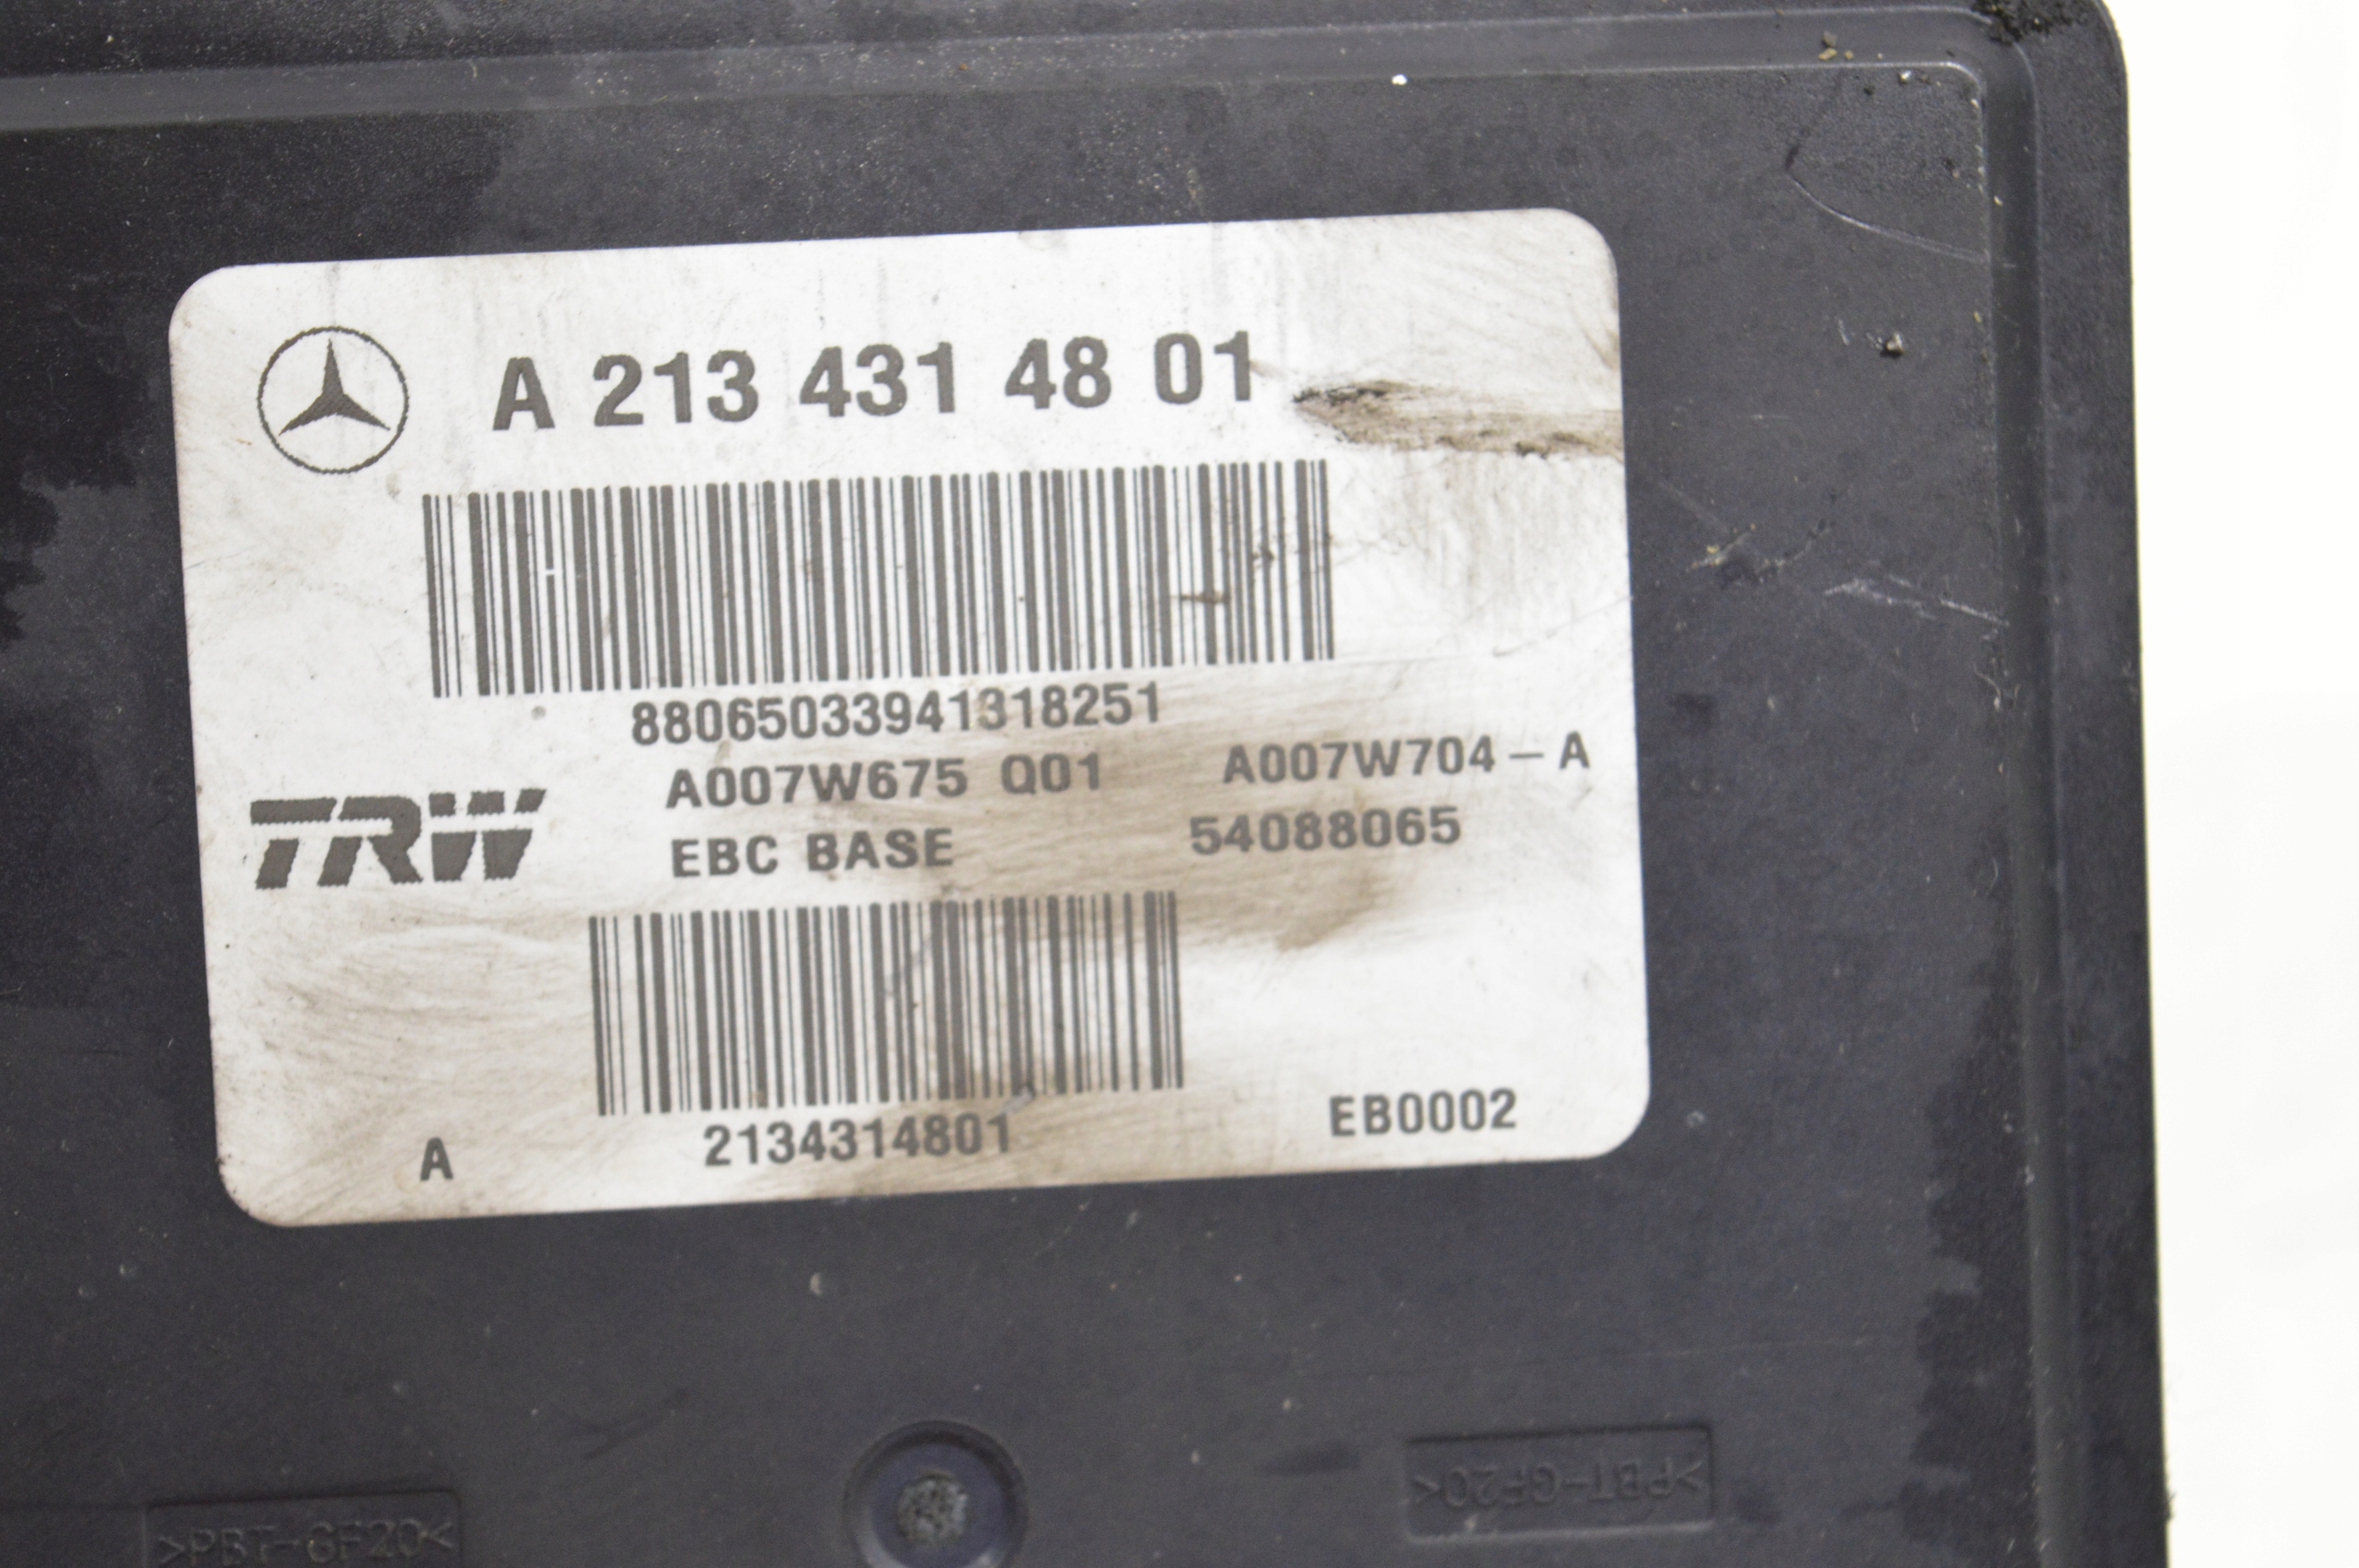 A 213 431 48 01
88065033941318251
A007W675 Q01 A007W704-A
TRW
EBC BASE 54088065
A 2134314801 EB0002
>PBT-GF20<
>PBT-GF20<